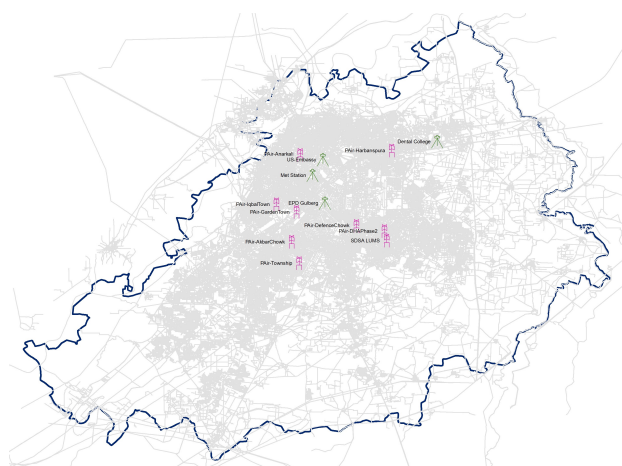 Dental College
PAir-Harbanspura
PAir-Anarkali
US-Embassy
Met Station
PAir-IqbalTown
EPD Gulberg
PAir-GardenTown
PAir-DefenceChowk
PAir-DHAPhase2
SDSA LUMS
PAir-AkbarChowk
PAir-Township